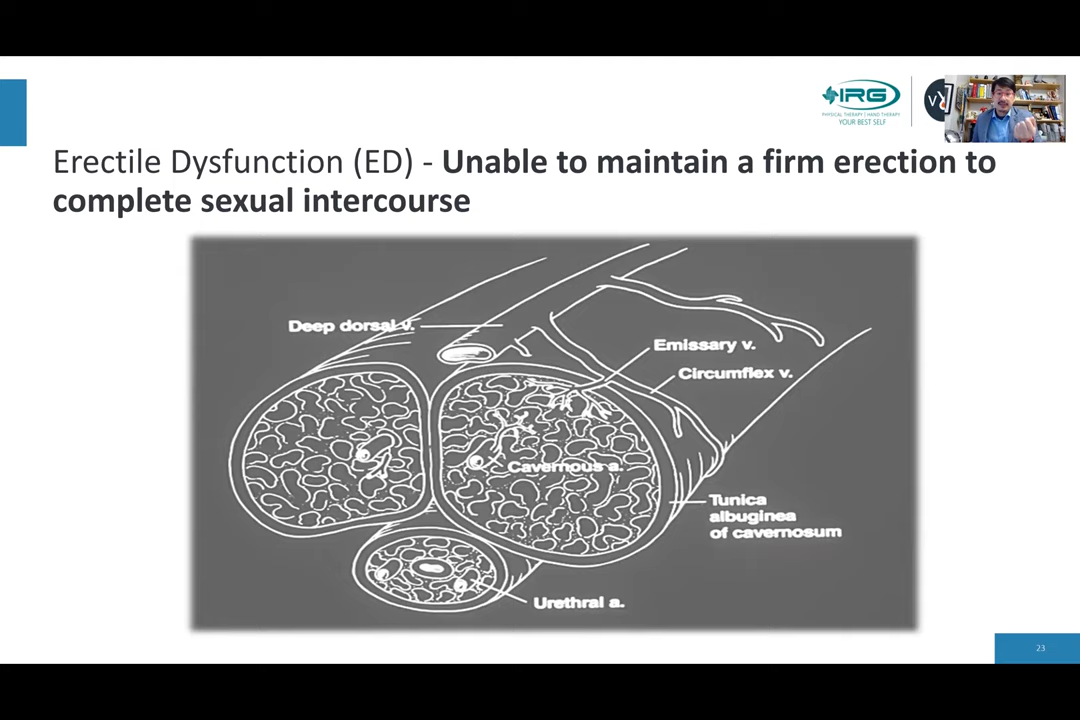 IRG
PHYSICAL THERAPY | HAND THERAPY
YOUR BEST SELF
Erectile Dysfunction (ED) - Unable to maintain a firm erection to
complete sexual intercourse
Deep dorsal v.
Emissary v.
Circumflex v.
Cavernous a.
Tunica
albuginea
of cavernosum
Urethral a.
23